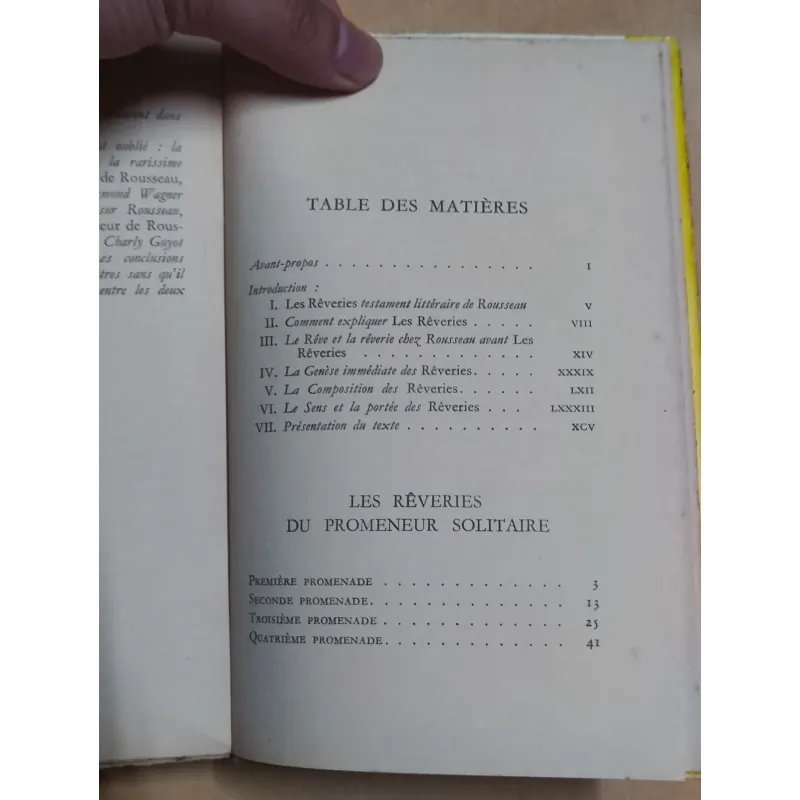 dans
oublié : la
la rarissime
de Rousseau,
Wagner
sur Rousseau,
de Rous-
Charly Guyot
conclusions
sans qu'il
entre les deux
TABLE DES MATIÈRES
Avant-propos . . . . . . . . . . . . . . . . I
Introduction :
I. Les Rêveries testament littéraire de Rousseau V
II. Comment expliquer Les Rêveries . . . . . VIII
III. Le Rêve et la rêverie chez Rousseau avant Les
Rêveries . . . . . . . . . . . . . XIV
IV. La Genèse immédiate des Rêveries. . . . . . XXXIX
V. La Composition des Rêveries. . . . . . . LXII
VI. Le Sens et la portée des Rêveries . . . LXXXIII
VII. Présentation du texte . . . . . . . . . . XCV
LES RÊVERIES
DU PROMENEUR SOLITAIRE
PREMIÈRE PROMENADE . . . . . . . . . . . . . 3
SECONDE PROMENADE. . . . . . . . . . . . . . 13
TROISIÈME PROMENADE . . . . . . . . . . . . . 25
QUATRIÈME PROMENADE. . . . . . . . . . . . . 41